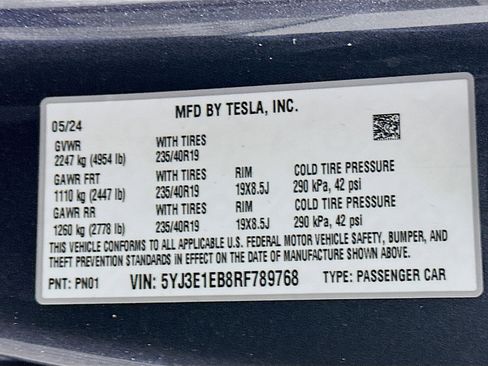 MFD BY TESLA, INC.
05/24
GVWR WITH TIRES
2247 kg (4954 lb) 235/40R19
GAWR FRT WITH TIRES RIM COLD TIRE PRESSURE
1110 kg (2447 lb) 235/40R19 19X8.5J 290 kPa, 42 psi
GAWR RR WITH TIRES RIM COLD TIRE PRESSURE
1260 kg (2778 lb) 235/40R19 19X8.5J 290 kPa, 42 psi
THIS VEHICLE CONFORMS TO ALL APPLICABLE U.S. FEDERAL MOTOR VEHICLE SAFETY, BUMPER, AND
THEFT PREVENTION STANDARDS IN EFFECT ON THE DATE OF MANUFACTURE SHOWN ABOVE.
PNT: PN01 VIN: 5YJ3E1EB8RF789768 TYPE: PASSENGER CAR